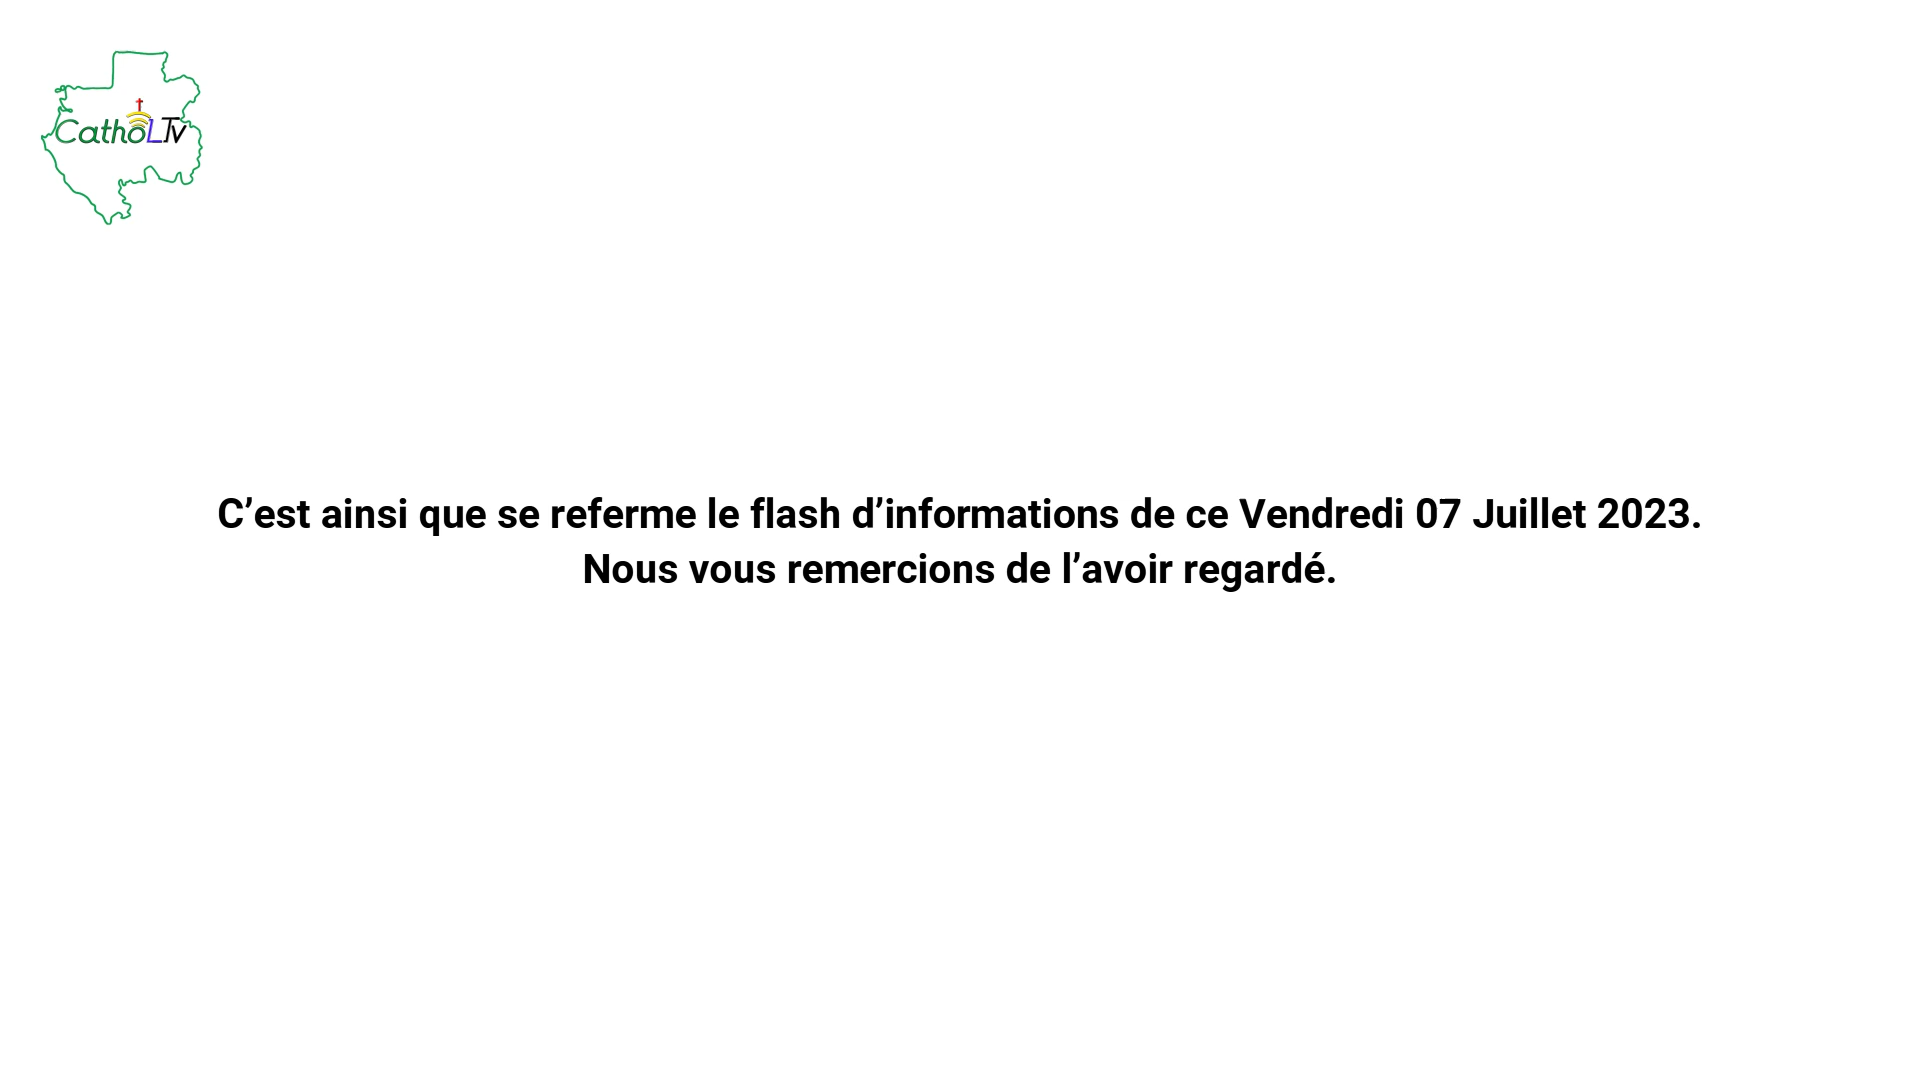 CathoLTv
C’est ainsi que se referme le flash d’informations de ce Vendredi 07 Juillet 2023.
Nous vous remercions de l’avoir regardé.